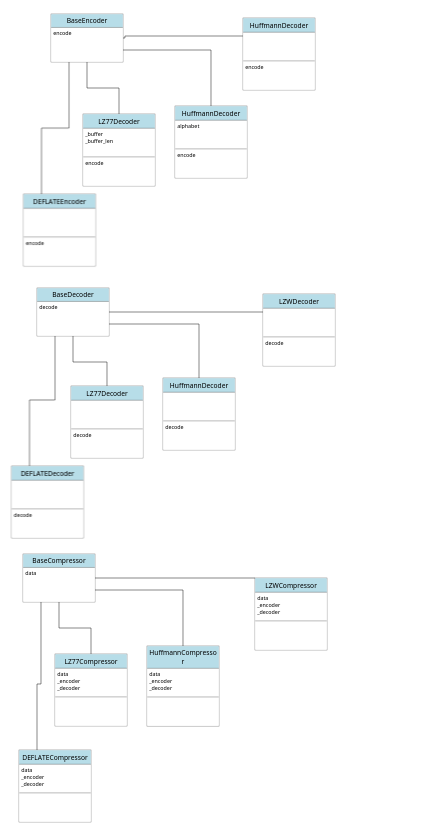 BaseEncoder
encode
HuffmannDecoder
encode
LZ77Decoder
_buffer
_buffer_len
encode
HuffmannDecoder
alphabet
encode
DEFLATEEncoder
encode
BaseDecoder
decode
LZWDecoder
decode
LZ77Decoder
decode
HuffmannDecoder
decode
DEFLATEDecoder
decode
BaseCompressor
data
LZWCompressor
data
_encoder
_decoder
LZ77Compressor
data
_encoder
_decoder
HuffmannCompresso
r
data
_encoder
_decoder
DEFLATECompressor
data
_encoder
_decoder